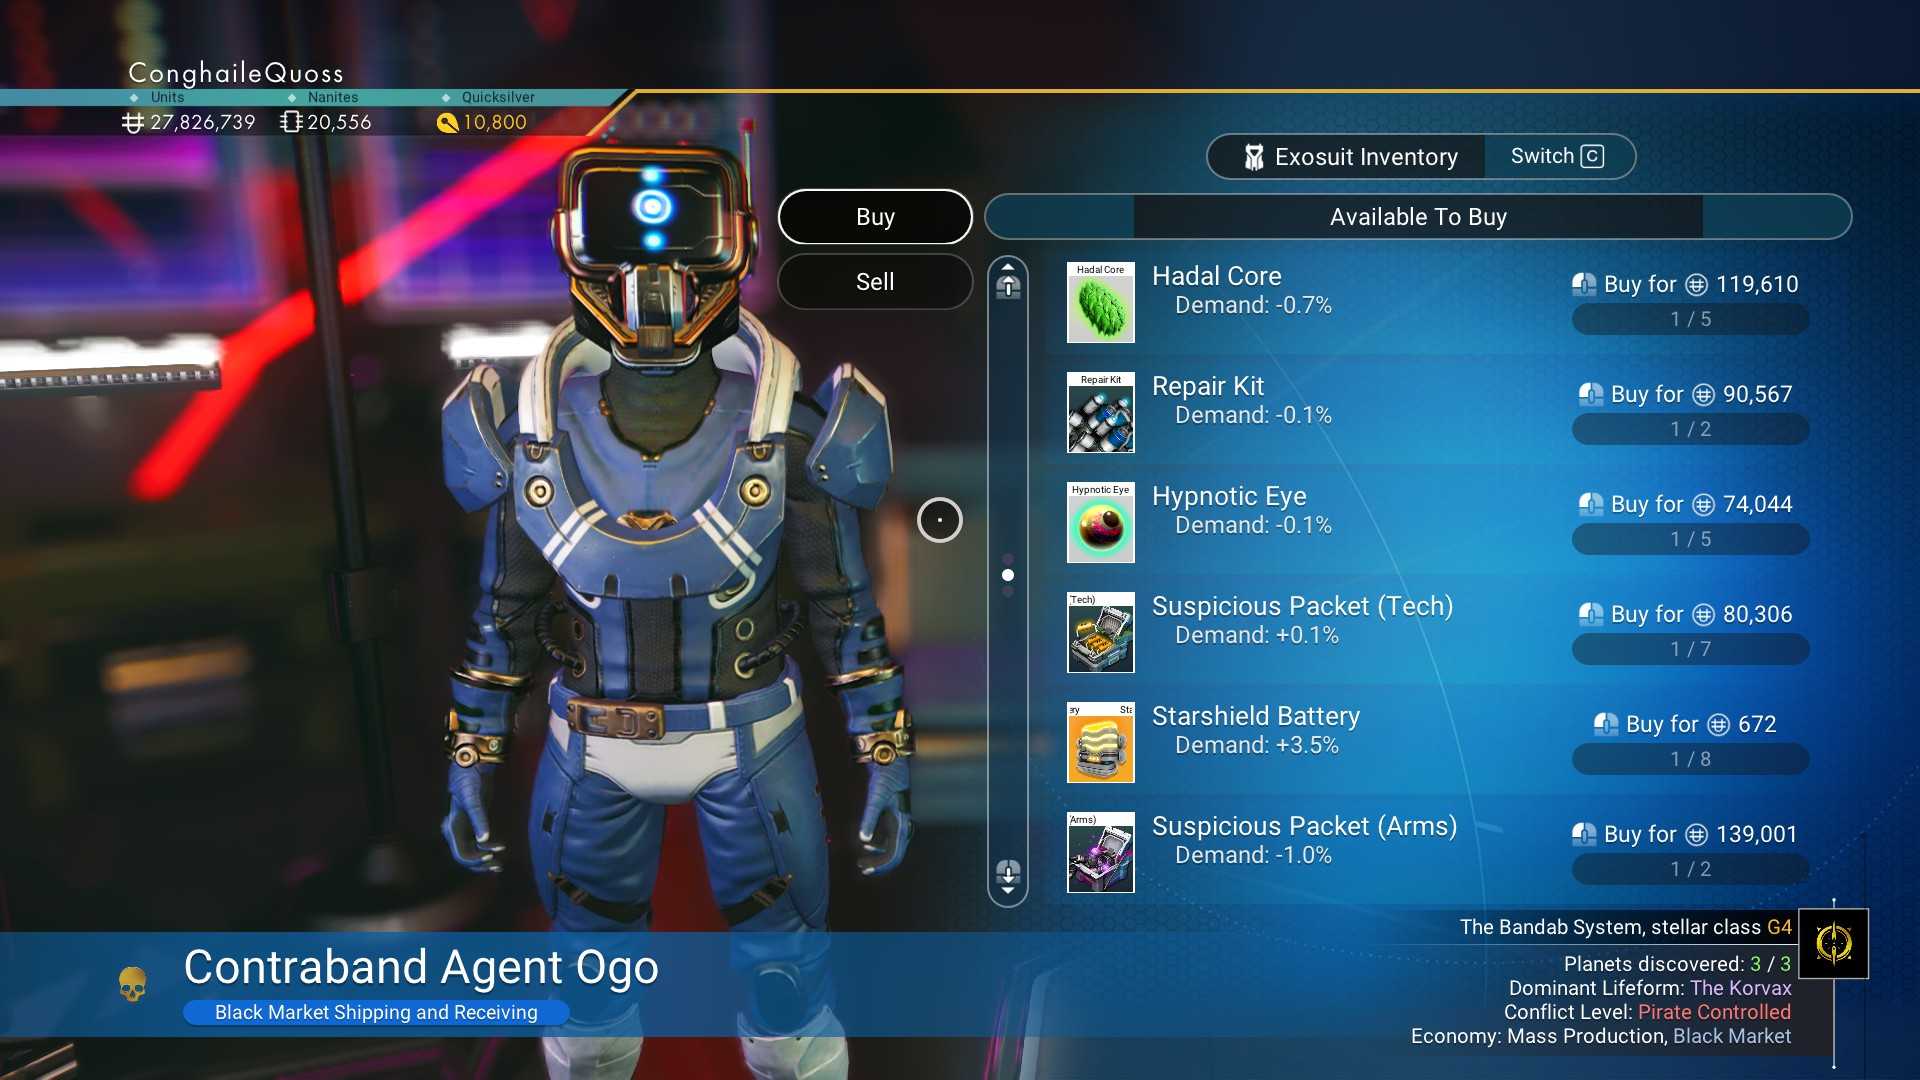 ConghaileQuoss
Units Nanites Quicksilver
27,826,739 20,556 10,800
Exosuit Inventory Switch C
Buy
Sell
Available To Buy
Hadal Core
Hadal Core
Demand: -0.7%
Buy for 119,610
1 / 5
Repair Kit
Repair Kit
Demand: -0.1%
Buy for 90,567
1 / 2
Hypnotic Eye
Hypnotic Eye
Demand: -0.1%
Buy for 74,044
1 / 5
Tech)
Suspicious Packet (Tech)
Demand: +0.1%
Buy for 80,306
1 / 7
ery Sta
Starshield Battery
Demand: +3.5%
Buy for 672
1 / 8
Arms)
Suspicious Packet (Arms)
Demand: -1.0%
Buy for 139,001
1 / 2
Contraband Agent Ogo
Black Market Shipping and Receiving
The Bandab System, stellar class G4
Planets discovered: 3 / 3
Dominant Lifeform: The Korvax
Conflict Level: Pirate Controlled
Economy: Mass Production, Black Market